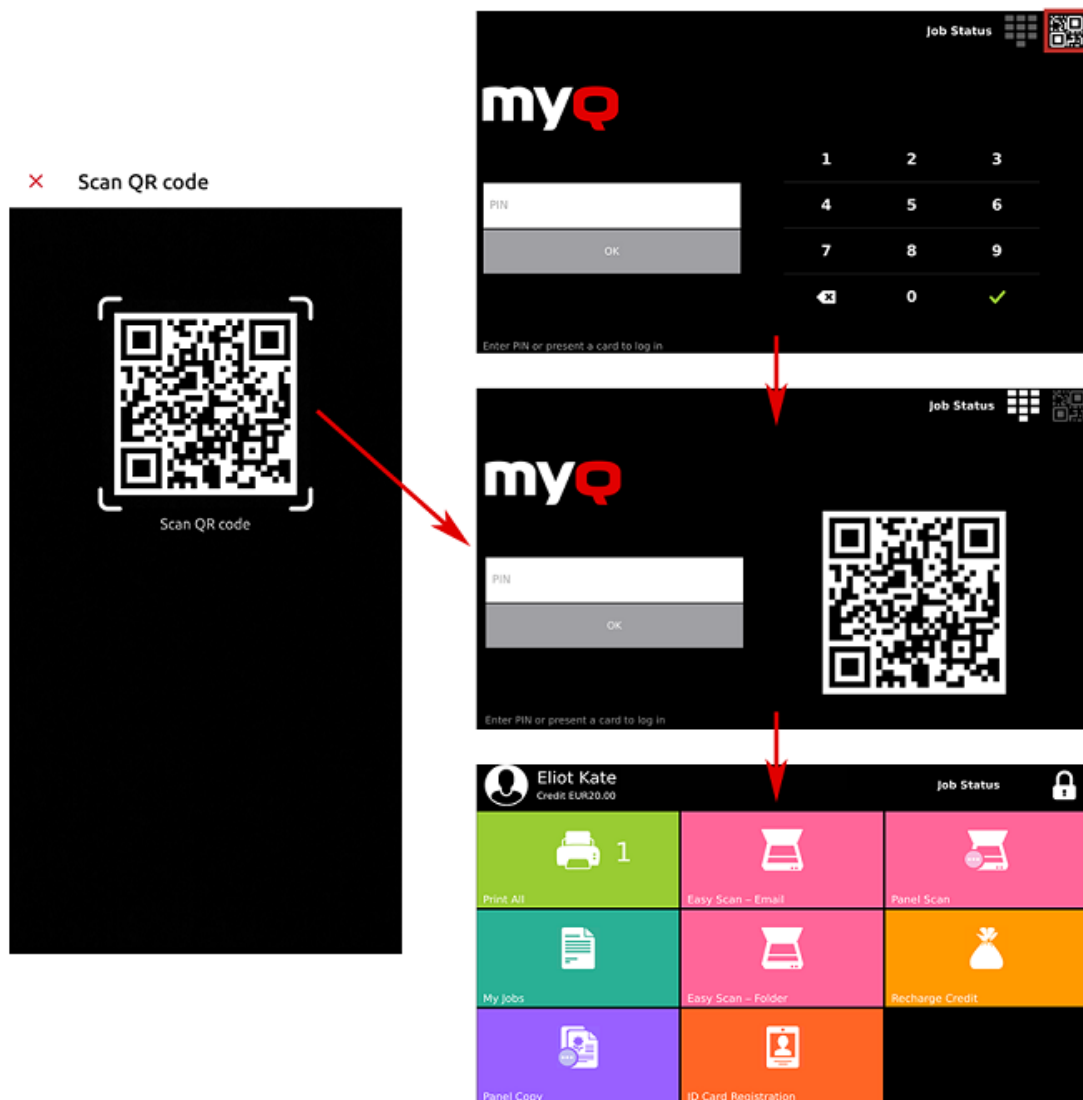 × Scan QR code
Scan QR code
Job Status
myQ
PIN
OK
1 2 3
4 5 6
7 8 9
0
Enter PIN or present a card to log in
Job Status
myQ
PIN
OK
Enter PIN or present a card to log in
Eliot Kate
Credit EUR20.00
Job Status
1
Print All
Easy Scan – Email
Panel Scan
My Jobs
Easy Scan – Folder
Recharge Credit
Panel Copy
ID Card Registration